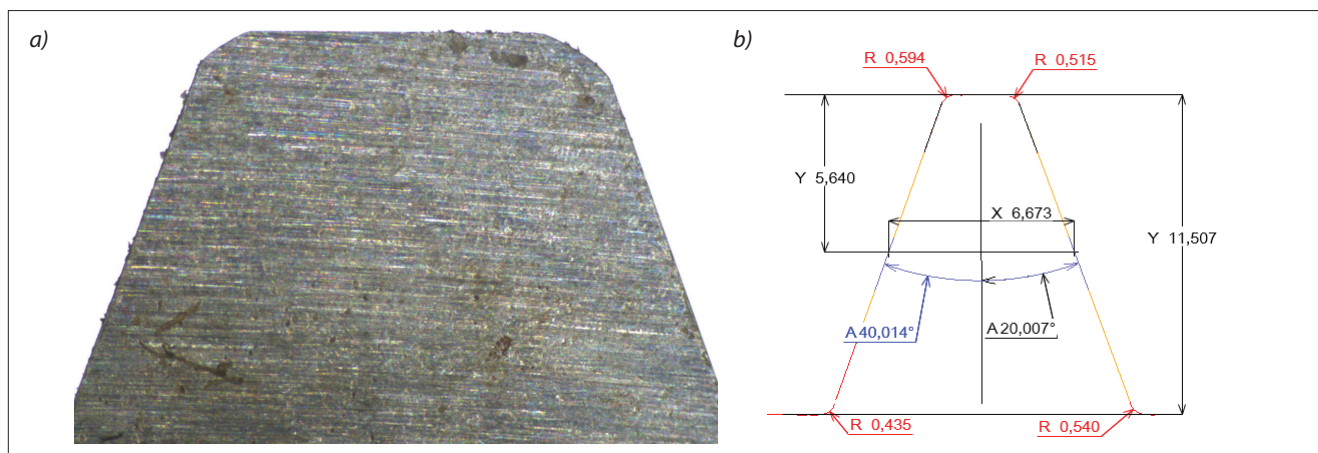 a)
b)
R 0,594
R 0,515
Y 5,640
X 6,673
Y 11,507
A 40,014°
A 20,007°
R 0,435
R 0,540